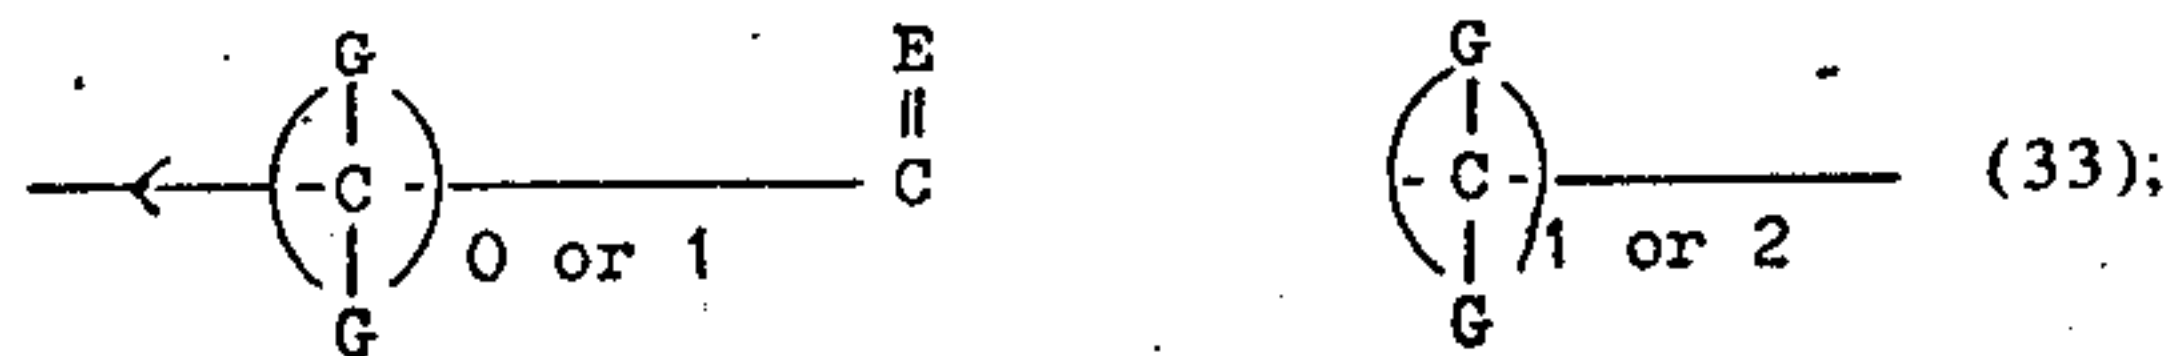 G E G
‖
—<(-C-)—C (-C-)— (33);
0 or 1 1 or 2
G G